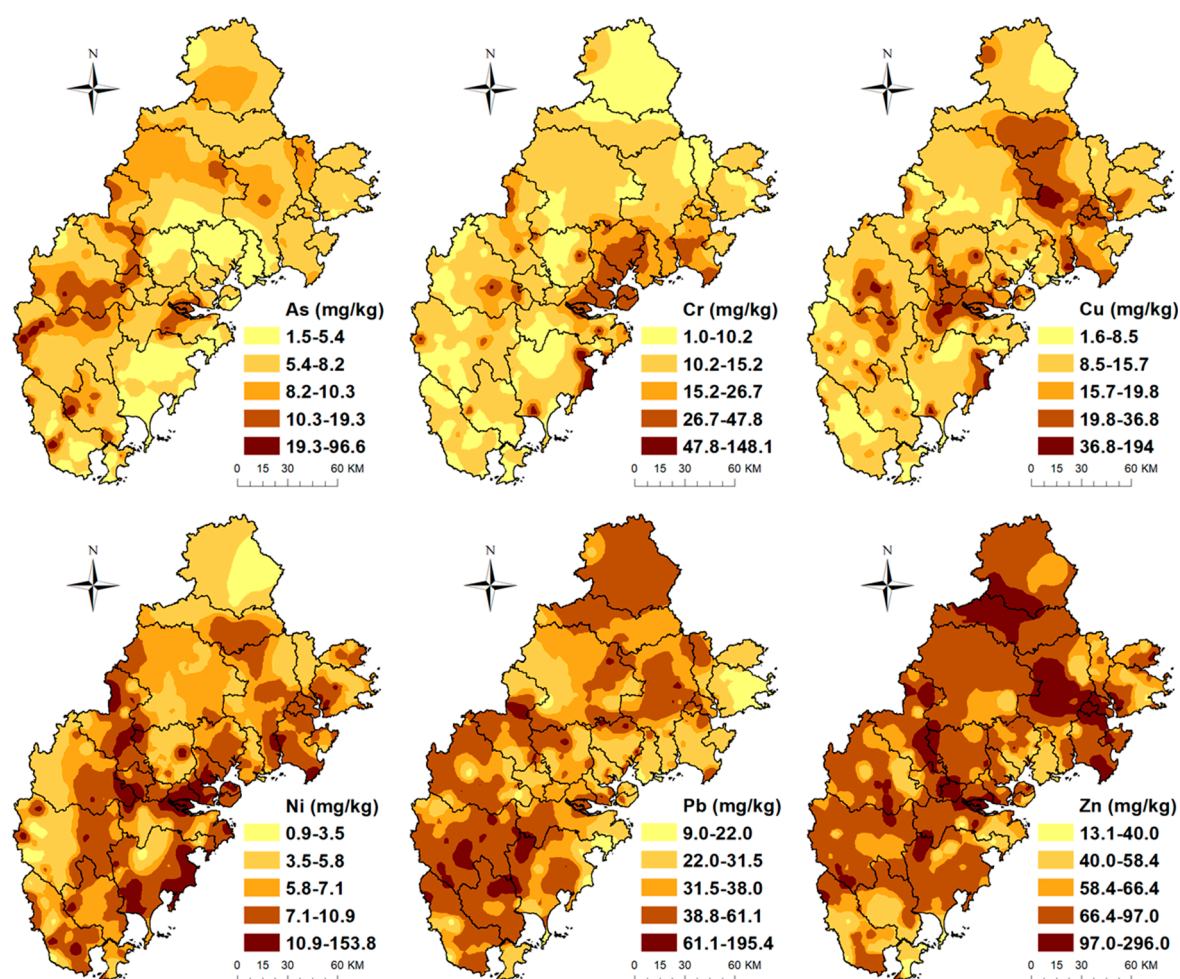 N
N
N
As (mg/kg)
1.5-5.4
5.4-8.2
8.2-10.3
10.3-19.3
19.3-96.6
0 15 30 60 KM
Cr (mg/kg)
1.0-10.2
10.2-15.2
15.2-26.7
26.7-47.8
47.8-148.1
0 15 30 60 KM
Cu (mg/kg)
1.6-8.5
8.5-15.7
15.7-19.8
19.8-36.8
36.8-194
0 15 30 60 KM
N
N
N
Ni (mg/kg)
0.9-3.5
3.5-5.8
5.8-7.1
7.1-10.9
10.9-153.8
0 15 30 60 KM
Pb (mg/kg)
9.0-22.0
22.0-31.5
31.5-38.0
38.8-61.1
61.1-195.4
0 15 30 60 KM
Zn (mg/kg)
13.1-40.0
40.0-58.4
58.4-66.4
66.4-97.0
97.0-296.0
0 15 30 60 KM